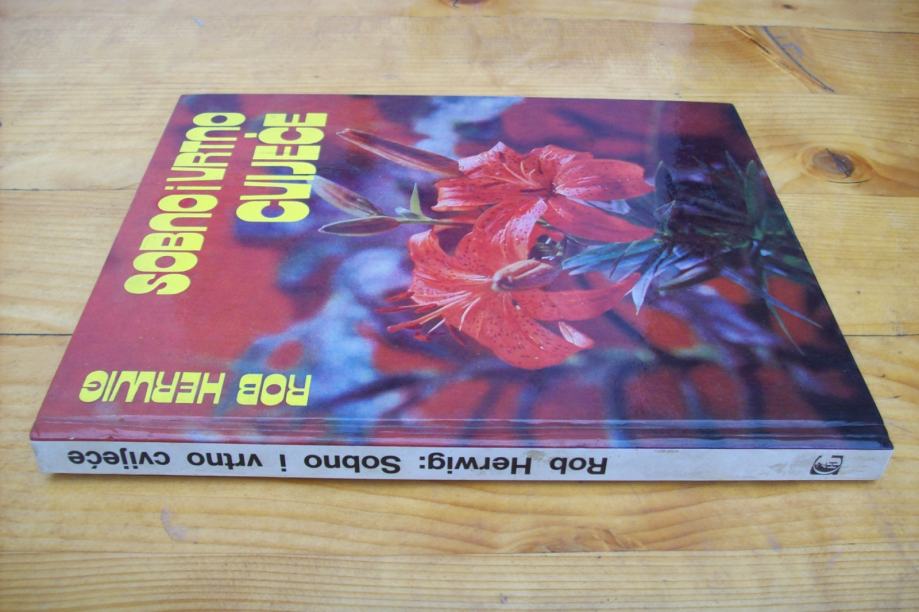 SOBNO i VRTNO
CVIJEĆE
ROB HERWIG
Rob Herwig: Sobno i vrtno cvijeće